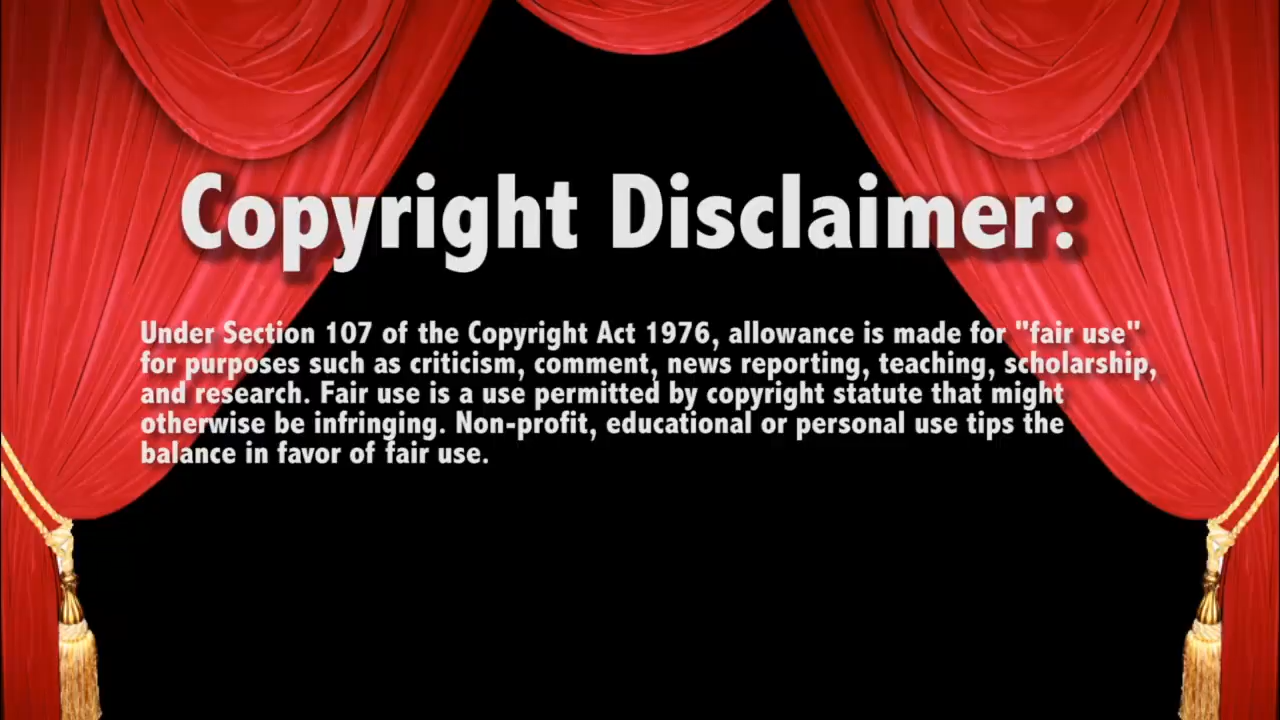 Copyright Disclaimer:
Under Section 107 of the Copyright Act 1976, allowance is made for "fair use"
for purposes such as criticism, comment, news reporting, teaching, scholarship,
and research. Fair use is a use permitted by copyright statute that might
otherwise be infringing. Non-profit, educational or personal use tips the
balance in favor of fair use.